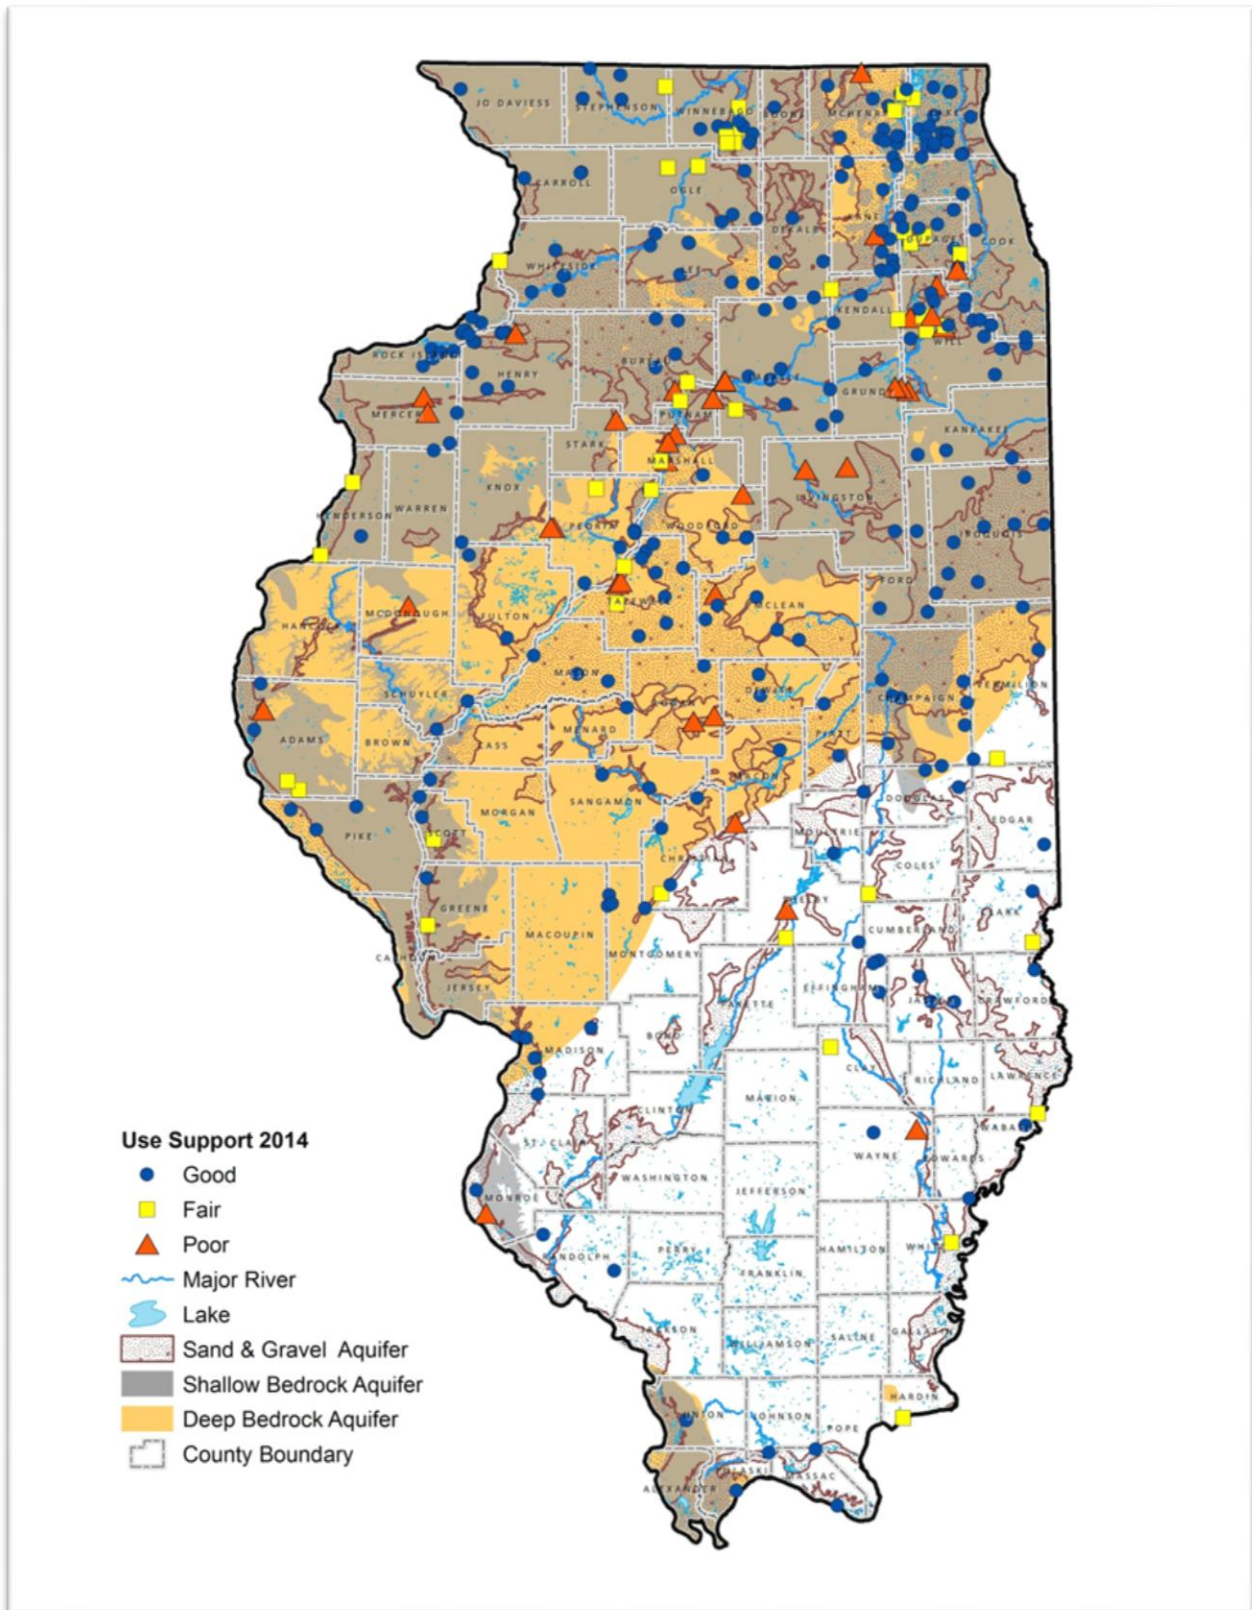 JO DAVIESS
STEPHENSON
WINNEBAGO
BOONE
MCHENRY
LAKE
CARROLL
OGLE
KANE
DEKALB
DUPAGE
COOK
WHITESIDE
LEE
KENDALL
WILL
ROCK ISLAND
HENRY
BUREAU
LASALLE
GRUNDY
MERCER
PUTNAM
KANKAKEE
STARK
MARSHALL
KNOX
LIVINGSTON
WARREN
HENDERSON
PEORIA
WOODFORD
IROQUOIS
FORD
TAZEWELL
MCLEAN
MCDONOUGH
FULTON
HANCOCK
MASON
SCHUYLER
LOGAN
DEWITT
CHAMPAIGN
VERMILION
MENARD
PIATT
ADAMS
BROWN
CASS
MACON
SANGAMON
DOUGLAS
MORGAN
EDGAR
PIKE
SCOTT
MOULTRIE
CHRISTIAN
COLES
SHELBY
GREENE
CLARK
CUMBERLAND
MACOUPIN
MONTGOMERY
CALHOUN
JERSEY
EFFINGHAM
JASPER
CRAWFORD
FAYETTE
BOND
MADISON
CLAY
RICHLAND
LAWRENCE
MARION
CLINTON
Use Support 2014
WABASH
ST. CLAIR
WAYNE
EDWARDS
Good
WASHINGTON
JEFFERSON
MONROE
Fair
Poor
WHITE
HAMILTON
PERRY
RANDOLPH
FRANKLIN
Major River
Lake
JACKSON
WILLIAMSON
SALINE
GALLATIN
Sand & Gravel Aquifer
Shallow Bedrock Aquifer
HARDIN
Deep Bedrock Aquifer
UNION
JOHNSON
POPE
County Boundary
PULASKI
MASSAC
ALEXANDER